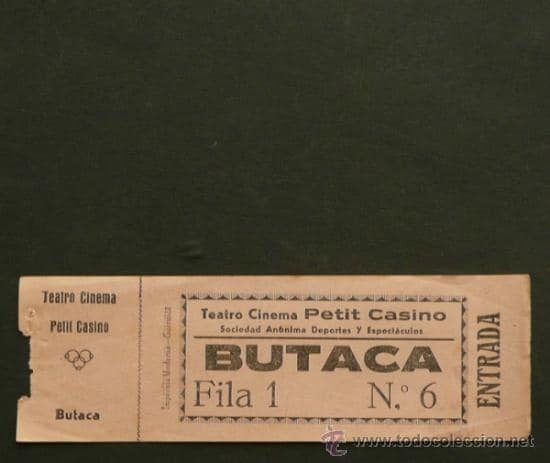 Teatro Cinema
Petit Casino
Butaca
Teatro Cinema Petit Casino
Sociedad Anónima Deportes y Espectáculos
BUTACA
Fila 1 N.º 6
ENTRADA
www.todocoleccion.net